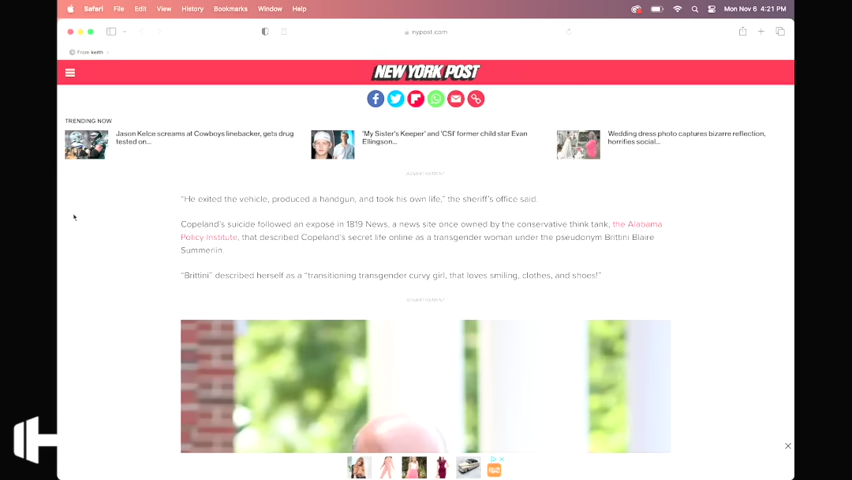 Safari File Edit View History Bookmarks Window Help Mon Nov 6 4:21 PM
nypost.com
From keith
NEW YORK POST
TRENDING NOW
Jason Kelce screams at Cowboys linebacker, gets drug
tested on...
'My Sister's Keeper' and 'CSI' former child star Evan
Ellingson...
Wedding dress photo captures bizarre reflection,
horrifies social...
ADVERTISEMENT
"He exited the vehicle, produced a handgun, and took his own life," the sheriff's office said.
Copeland's suicide followed an exposé in 1819 News, a news site once owned by the conservative think tank, the Alabama
Policy Institute, that described Copeland's secret life online as a transgender woman under the pseudonym Brittini Blaire
Summerlin.
"Brittini" described herself as a "transitioning transgender curvy girl, that loves smiling, clothes, and shoes!"
ADVERTISEMENT